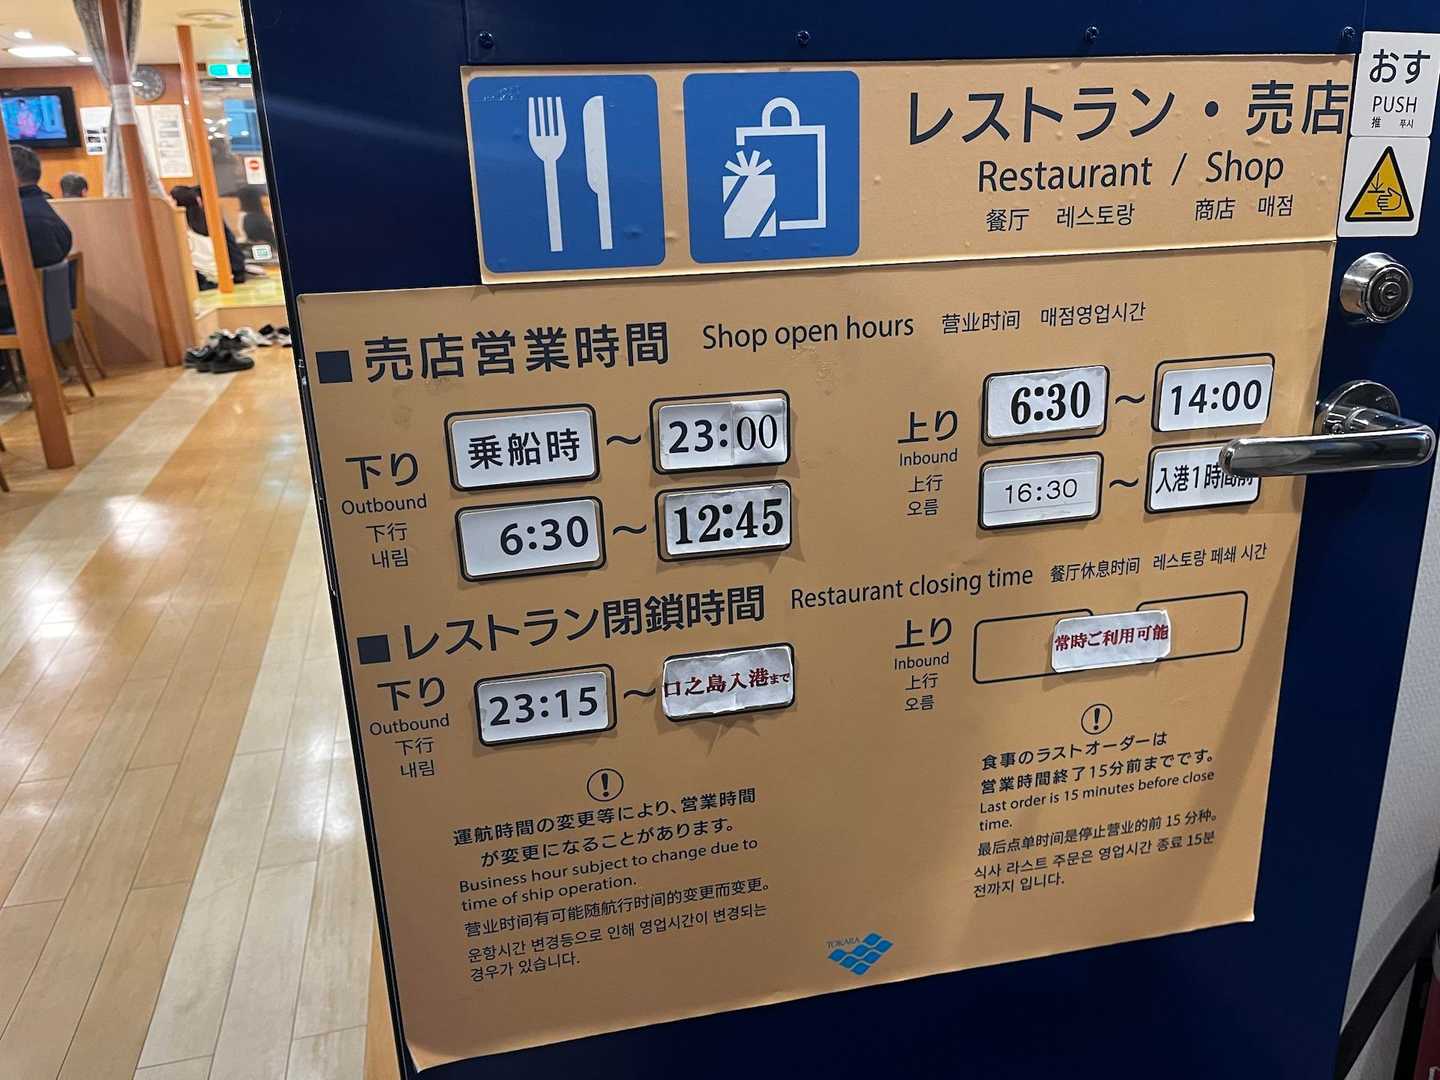 レストラン・売店
Restaurant / Shop
餐厅 레스토랑 商店 매점
おす
PUSH
推 푸시
■売店営業時間 Shop open hours 营业时间 매점영업시간
下り
Outbound
下行
내림
乗船時 ～ 23:00
6:30 ～ 12:45
上り
Inbound
上行
오름
6:30 ～ 14:00
16:30 ～ 入港1時間前
■レストラン閉鎖時間 Restaurant closing time 餐厅休息时间 레스토랑 폐쇄 시간
下り
Outbound
下行
내림
23:15 ～ 口之島入港まで
上り
Inbound
上行
오름
常時ご利用可能
運航時間の変更等により、営業時間
が変更になることがあります。
Business hour subject to change due to
time of ship operation.
营业时间有可能随航行时间的变更而变更。
운항시간 변경등으로 인해 영업시간이 변경되는
경우가 있습니다.
食事のラストオーダーは
営業時間終了15分前までです。
Last order is 15 minutes before close
time.
最后点单时间是停止营业的前 15 分种。
식사 라스트 주문은 영업시간 종료 15분
전까지 입니다.
TOKARA